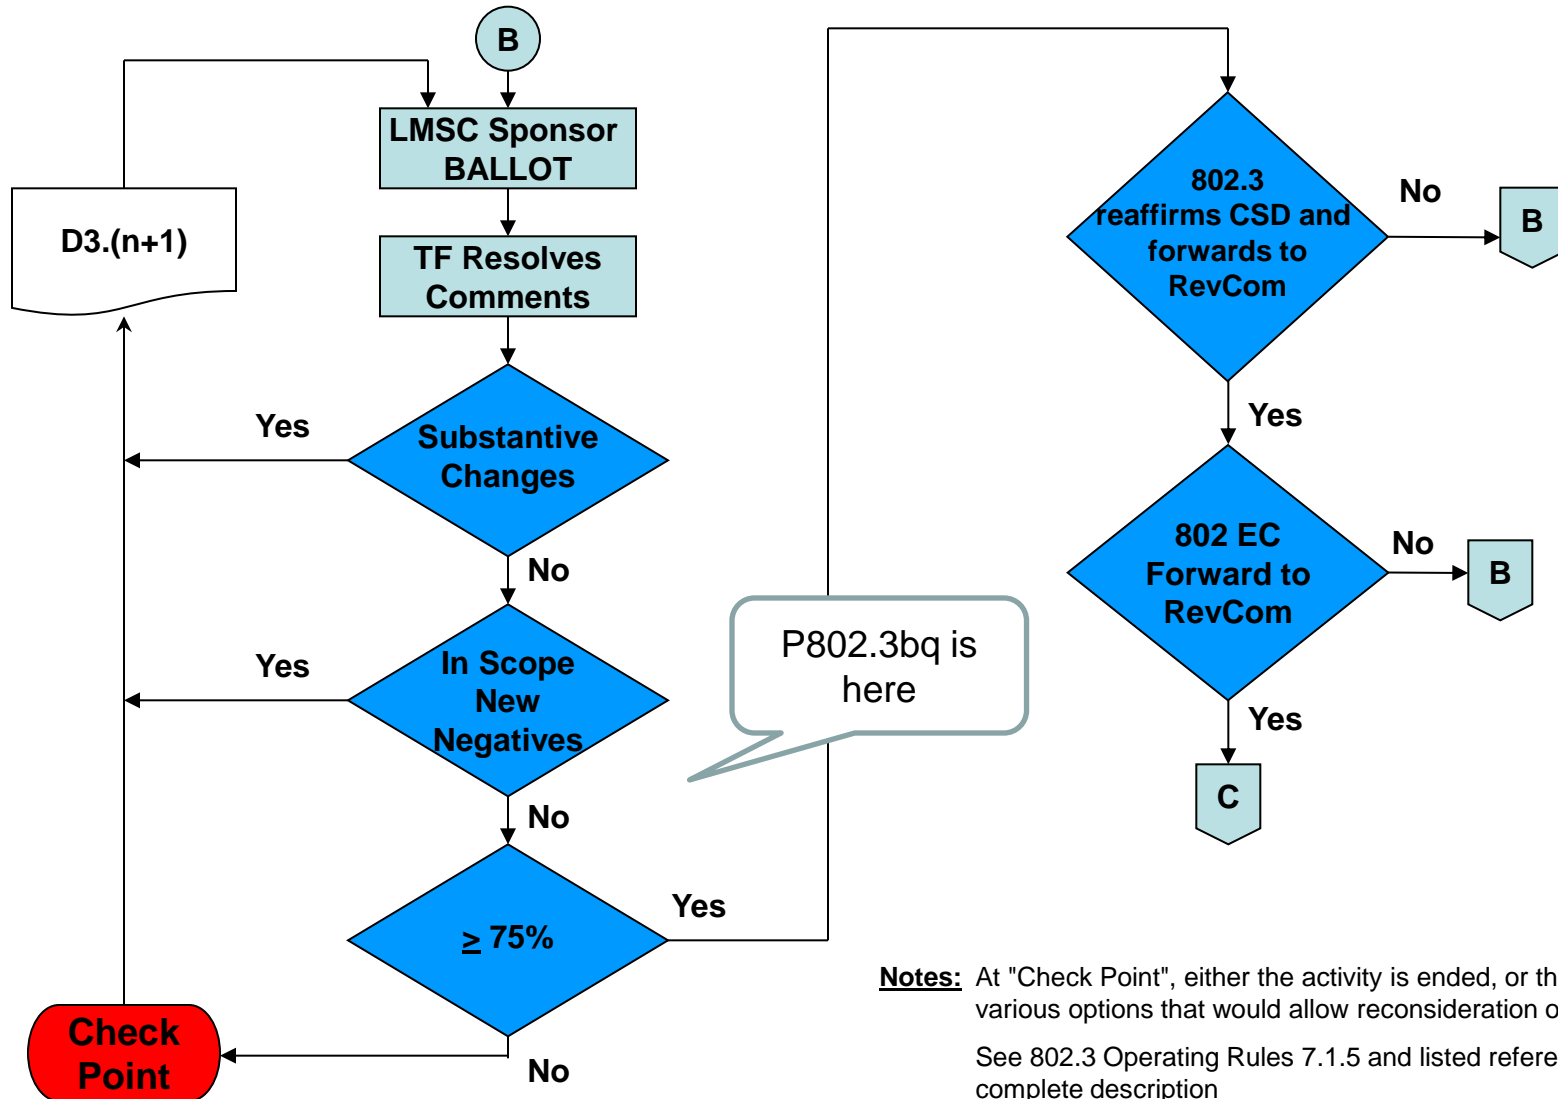 B
LMSC Sponsor
BALLOT
D3.(n+1)
TF Resolves
Comments
Yes
Substantive
Changes
No
Yes
In Scope
New
Negatives
No
P802.3bq is
here
≥ 75%
Yes
No
Check
Point
802.3
reaffirms CSD and
forwards to
RevCom
No
B
Yes
802 EC
Forward to
RevCom
No
B
Yes
C
Notes: At "Check Point", either the activity is ended, or
various options that would allow reconsideration
See 802.3 Operating Rules 7.1.5 and listed
complete description